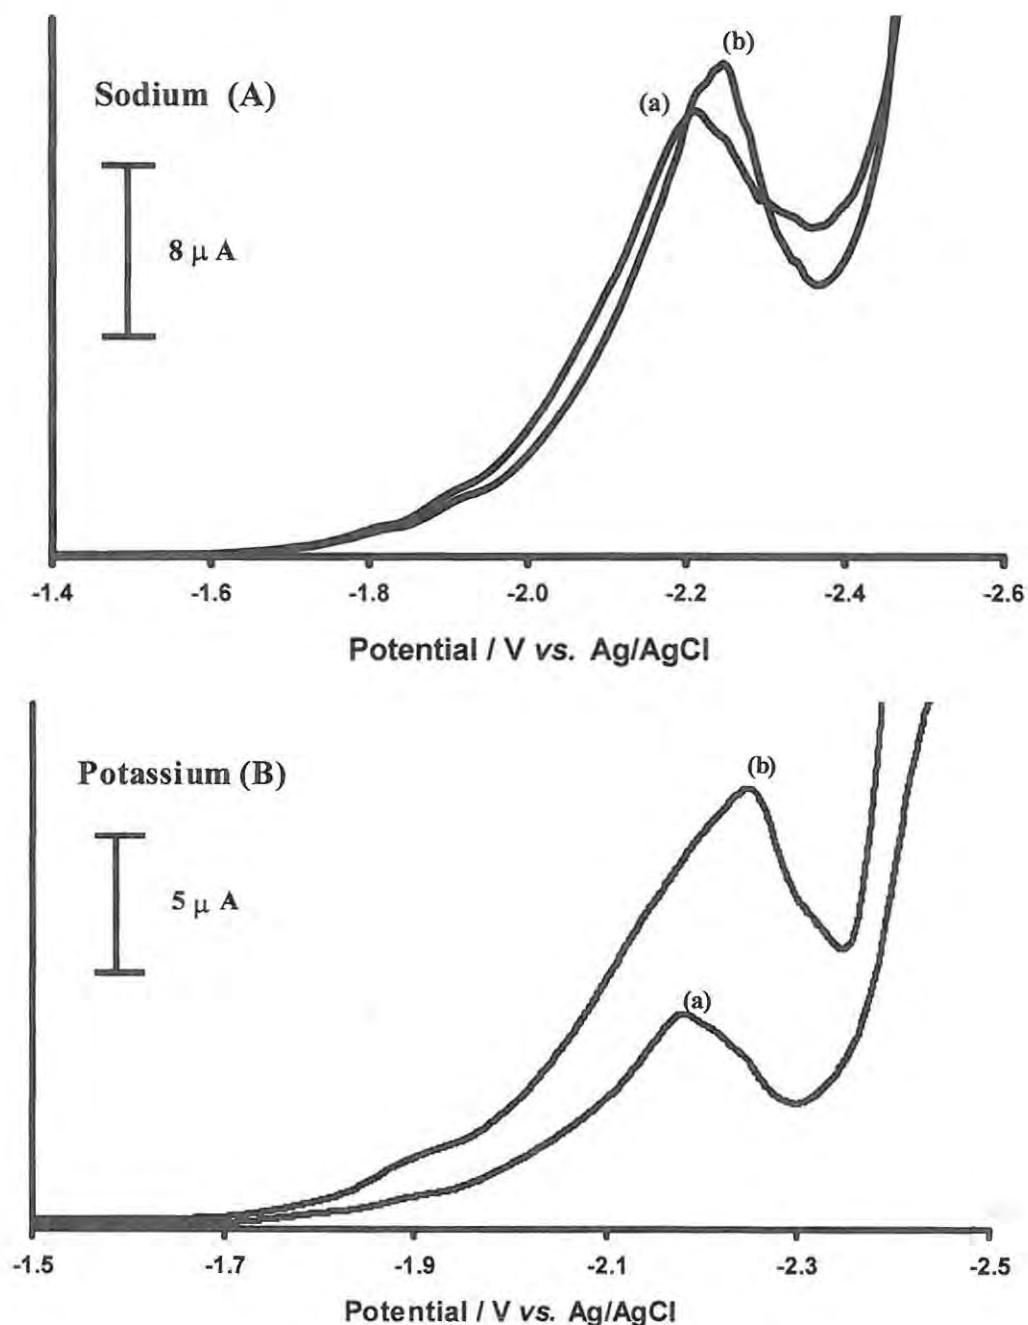 (b)
Sodium (A)
(a)
8 μ A
-1.4 -1.6 -1.8 -2.0 -2.2 -2.4 -2.6
Potential / V vs. Ag/AgCl
Potassium (B)
(b)
5 μ A
(a)
-1.5 -1.7 -1.9 -2.1 -2.3 -2.5
Potential / V vs. Ag/AgCl